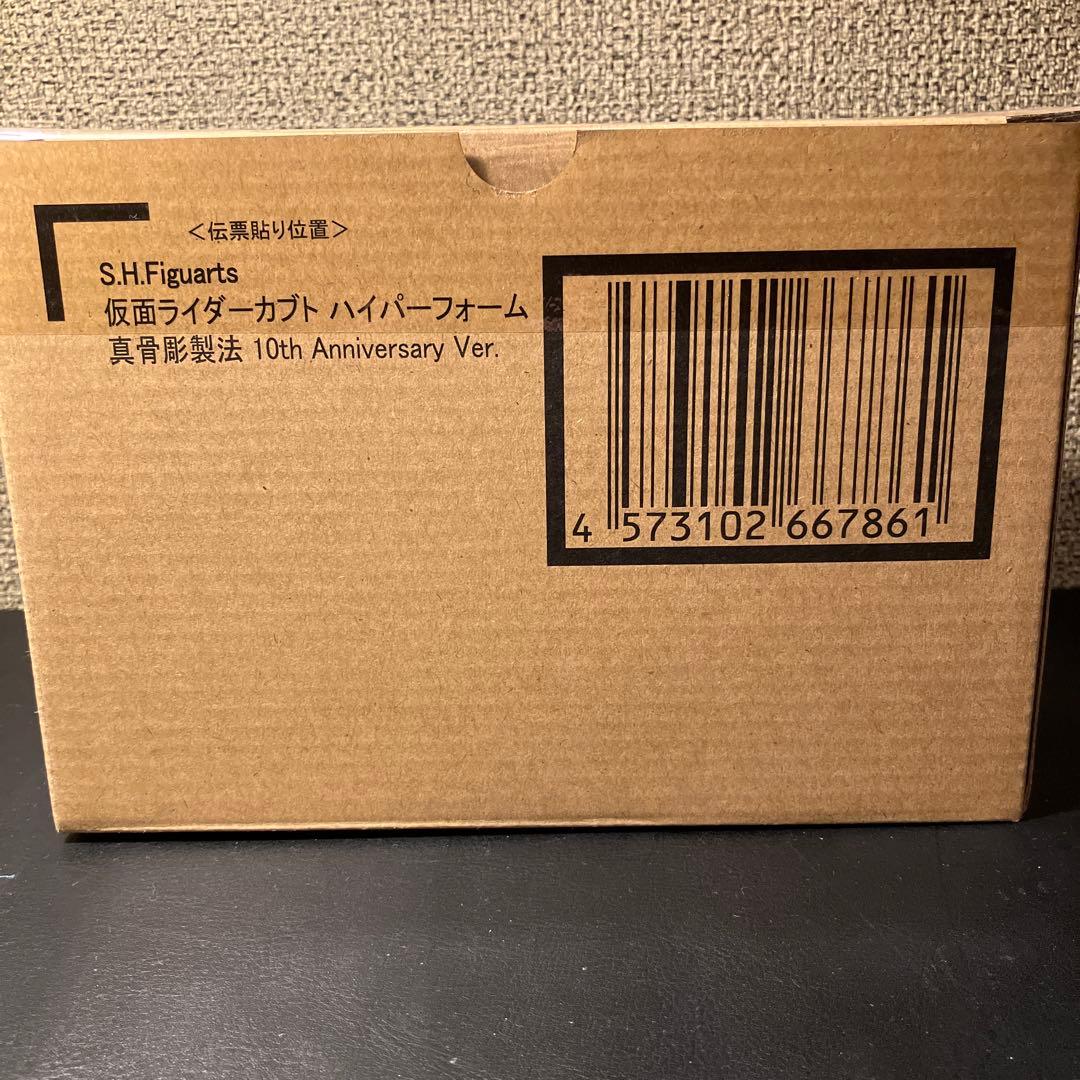 ＜伝票貼り位置＞
S.H.Figuarts
仮面ライダーカブト ハイパーフォーム
真骨彫製法 10th Anniversary Ver.
4 573102 667861